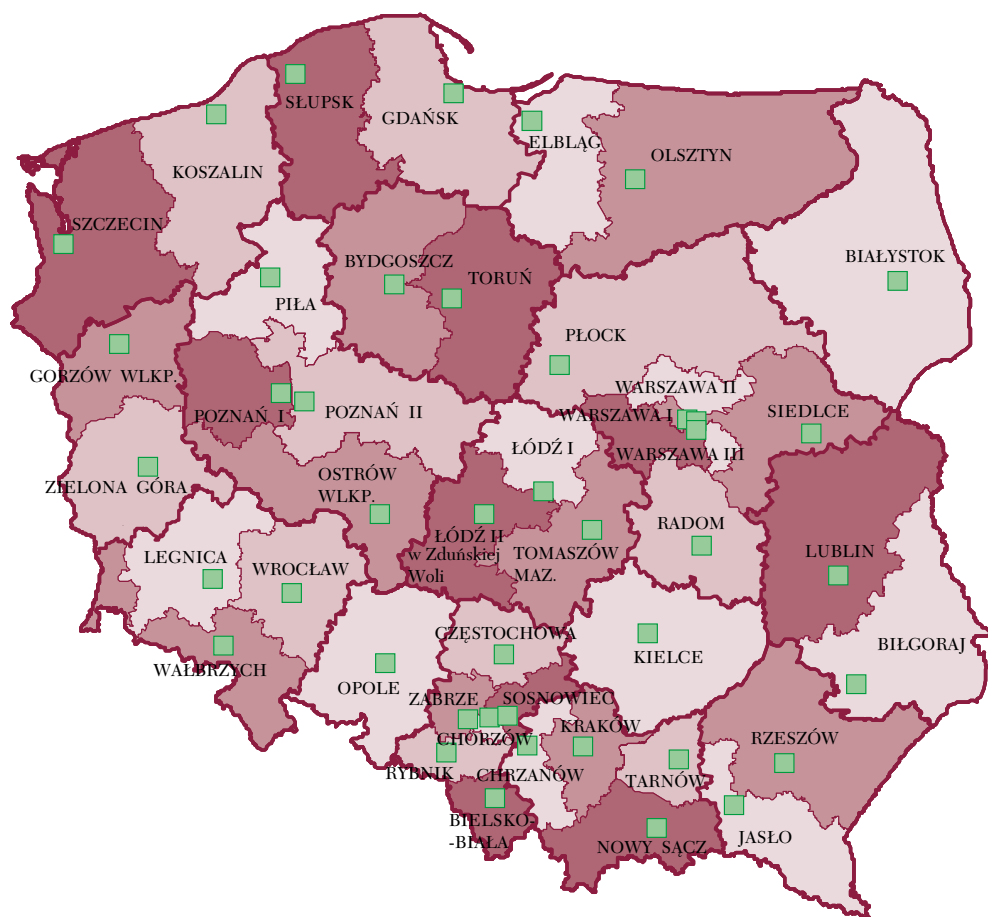 SŁUPSK
GDAŃSK
ELBLĄG
OLSZTYN
KOSZALIN
SZCZECIN
BYDGOSZCZ
TORUŃ
BIAŁYSTOK
PIŁA
PŁOCK
GORZÓW WLKP.
WARSZAWA II
POZNAŃ I
POZNAŃ II
WARSZAWA I
SIEDLCE
ŁÓDŹ I
WARSZAWA III
ZIELONA GÓRA
OSTRÓW
WLKP.
RADOM
ŁÓDŹ II
w Zduńskiej
Woli
TOMASZÓW
MAZ.
LUBLIN
LEGNICA
WROCŁAW
CZĘSTOCHOWA
BIŁGORAJ
KIELCE
WAŁBRZYCH
OPOLE
ZABRZE
SOSNOWIEC
KRAKÓW
CHORZÓW
RZESZÓW
RYBNIK
CHRZANÓW
TARNÓW
BIELSKO-
-BIAŁA
NOWY SĄCZ
JASŁO